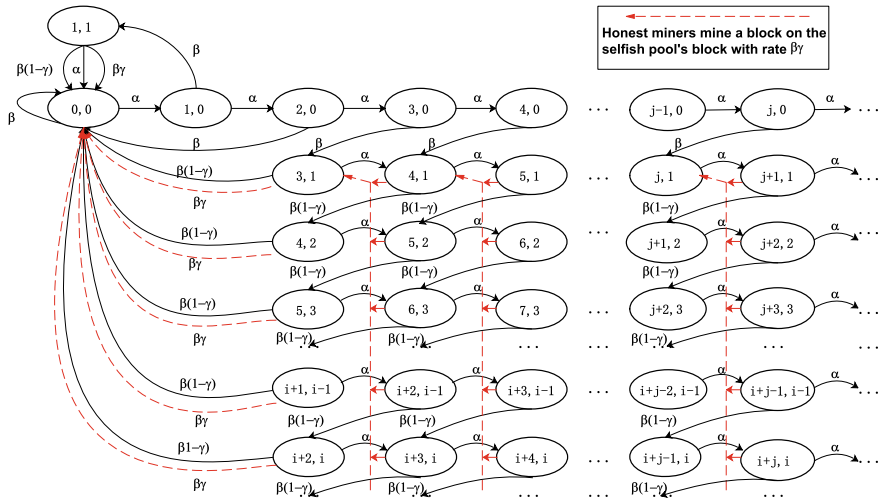 1, 1
Honest miners mine a block on the
selfish pool's block with rate βγ
β
β(1−γ) α βγ
0, 0 α 1, 0 α 2, 0 α 3, 0 α 4, 0 ··· j−1, 0 α j, 0 α ···
β
β β β β
β(1−γ) 3, 1 α 4, 1 α 5, 1 ··· j, 1 α j+1, 1 α ···
βγ β(1−γ) β(1−γ) β(1−γ)
β(1−γ) 4, 2 α 5, 2 α 6, 2 ··· j+1, 2 α j+2, 2 α ···
βγ β(1−γ) β(1−γ) β(1−γ)
β(1−γ) 5, 3 α 6, 3 α 7, 3 ··· j+2, 3 α j+3, 3 α ···
βγ β(1−γ) β(1−γ) β(1−γ)
··· ··· ··· ··· ··· ··· ···
β(1−γ) i+1, i−1 α i+2, i−1 α i+3, i−1 ··· i+j−2, i−1 α i+j−1, i−1 α ···
βγ β(1−γ) β(1−γ) β(1−γ)
β1−γ) i+2, i α i+3, i α i+4, i ··· i+j−1, i α i+j, i α ···
βγ β(1−γ) β(1−γ) β(1−γ)
··· ··· ··· ··· ··· ··· ···